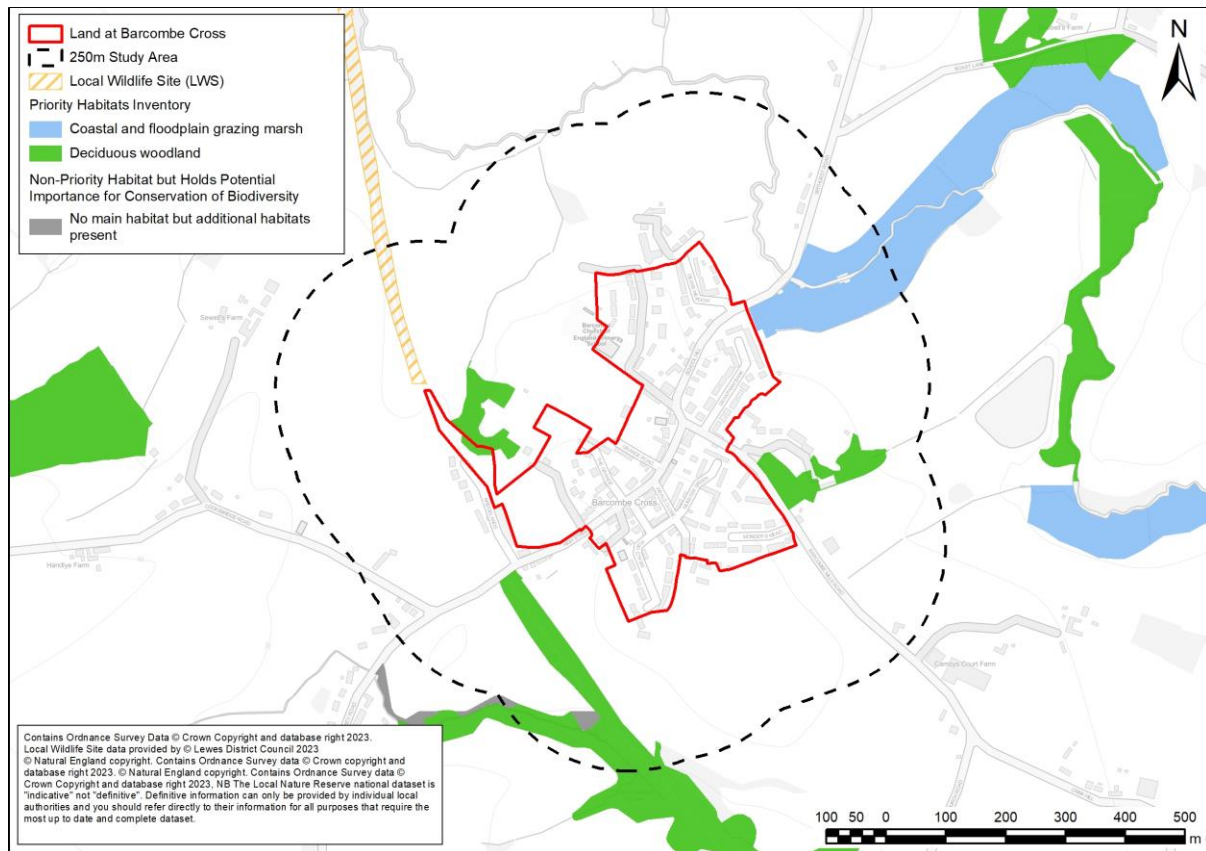 Land at Barcombe Cross
250m Study Area
Local Wildlife Site (LWS)
Priority Habitats Inventory
Coastal and floodplain grazing marsh
Deciduous woodland
Non-Priority Habitat but Holds Potential
Importance for Conservation of Biodiversity
No main habitat but additional habitats
present
N
Sewell's Farm
Barcombe Cross
Handlye Farm
Camoys Court Farm
Contains Ordnance Survey Data © Crown Copyright and database right 2023.
Local Wildlife Site data provided by © Lewes District Council 2023
© Natural England copyright. Contains Ordnance Survey data © Crown copyright and
database right 2023. © Natural England copyright. Contains Ordnance Survey data ©
Crown Copyright and database right 2023, NB The Local Nature Reserve national dataset is
"indicative" not "definitive". Definitive information can only be provided by individual local
authorities and you should refer directly to their information for all purposes that require the
most up to date and complete dataset.
100 50 0 100 200 300 400 500
m